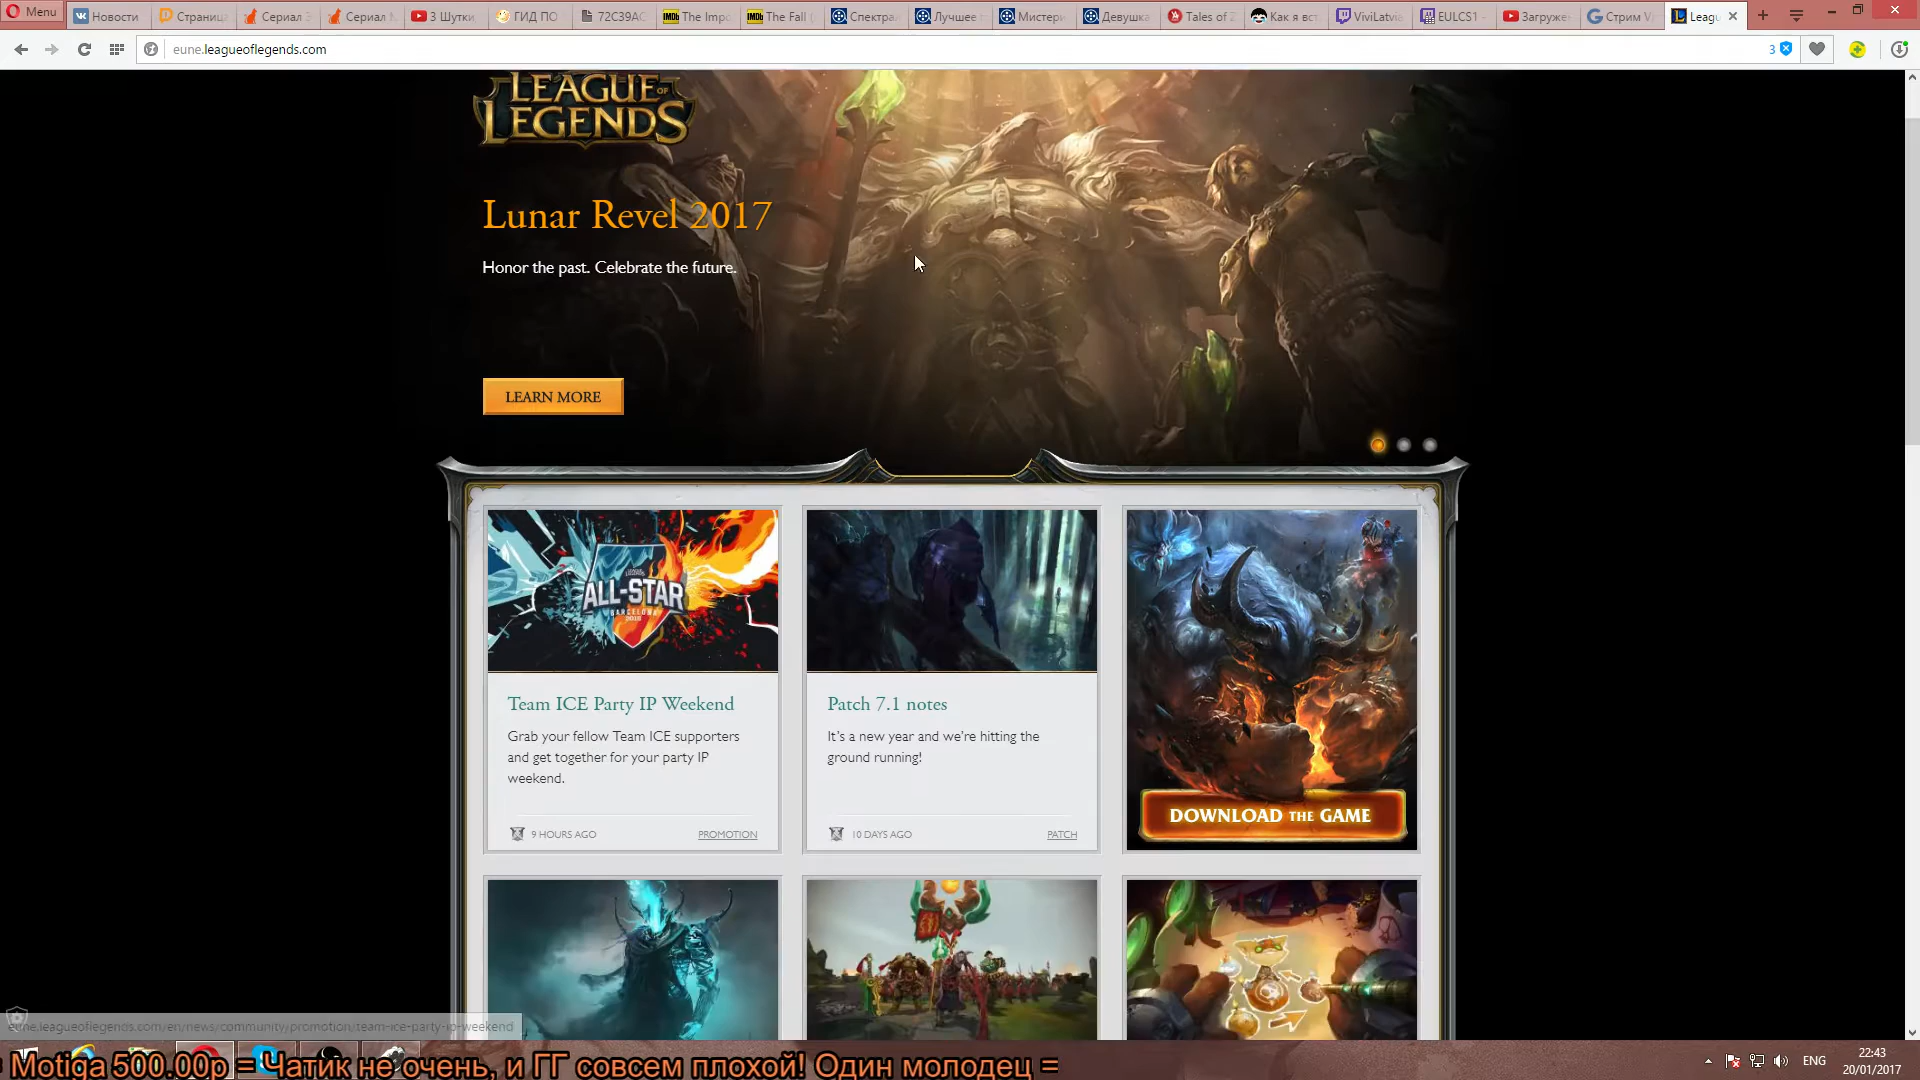 Menu
Новости
Страница
Сериал Э
Сериал М
3 Шутки
ГИД ПО
72C39AC
The Impo
The Fall (
Спектрал
Лучшее т
Мистери
Девушка
Tales of Z
Как я вст
ViviLatvia
EULCS1 -
Загружен
Стрим V
Leagu
eune.leagueoflegends.com
3
LEAGUE OF LEGENDS
Lunar Revel 2017
Honor the past. Celebrate the future.
LEARN MORE
ALL-STAR
BARCELONA
2016
Team ICE Party IP Weekend
Grab your fellow Team ICE supporters
and get together for your party IP
weekend.
9 HOURS AGO
PROMOTION
Patch 7.1 notes
It's a new year and we're hitting the
ground running!
10 DAYS AGO
PATCH
DOWNLOAD THE GAME
eune.leagueoflegends.com/en/news/community/promotion/team-ice-party-ip-weekend
Motiga 500.00р = Чатик не очень, и ГГ совсем плохой! Один молодец =
ENG
22:43
20/01/2017